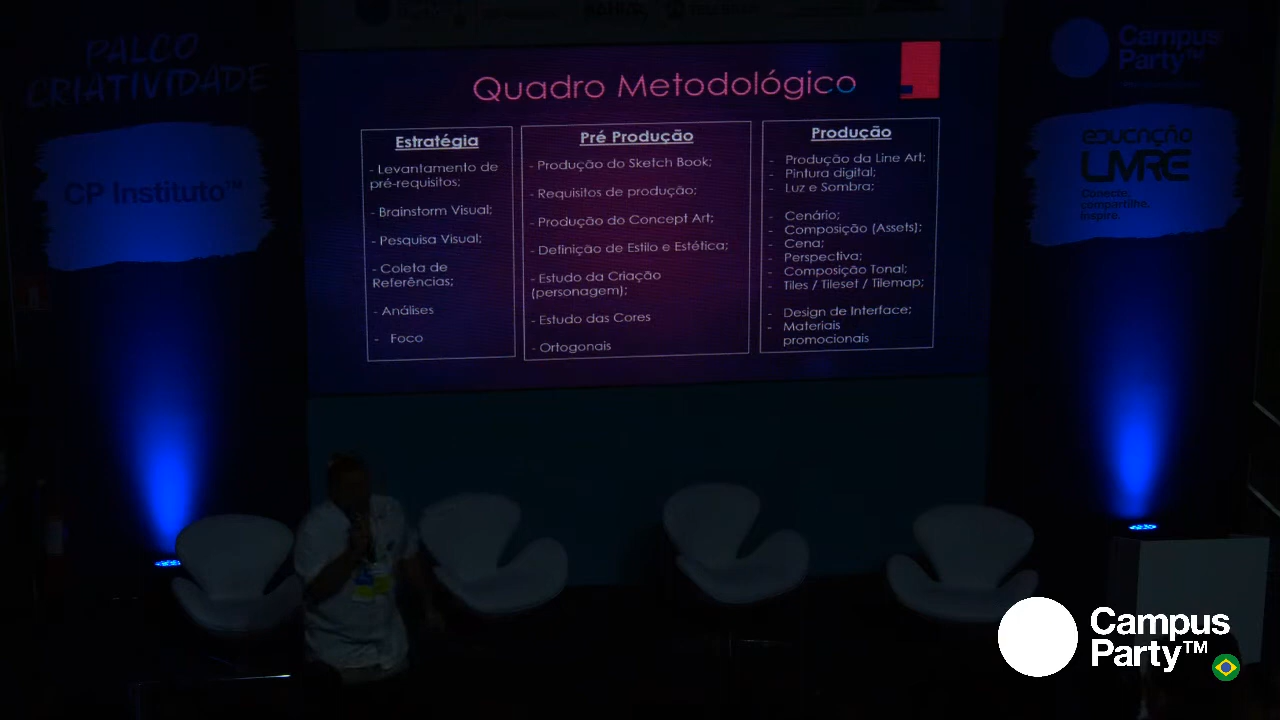 PALCO
CRIATIVIDADE
CP Instituto™
Quadro Metodológico
Estratégia
- Levantamento de
pré-requisitos;
- Brainstorm Visual;
- Pesquisa Visual;
- Coleta de
Referências;
- Análises
- Foco
Pré Produção
- Produção do Sketch Book;
- Requisitos de produção;
- Produção do Concept Art;
- Definição de Estilo e Estética;
- Estudo da Criação
(personagem);
- Estudo das Cores
- Ortogonais
Produção
- Produção da Line Art;
- Pintura digital;
- Luz e Sombra;
- Cenário;
- Composição (Assets);
- Cena;
- Perspectiva;
- Composição Tonal;
- Tiles / Tileset / Tilemap;
- Design de Interface;
- Materiais
promocionais
Campus
Party™
educação
LIVRE
Conecte,
compartilhe,
inspire.
Campus
Party™